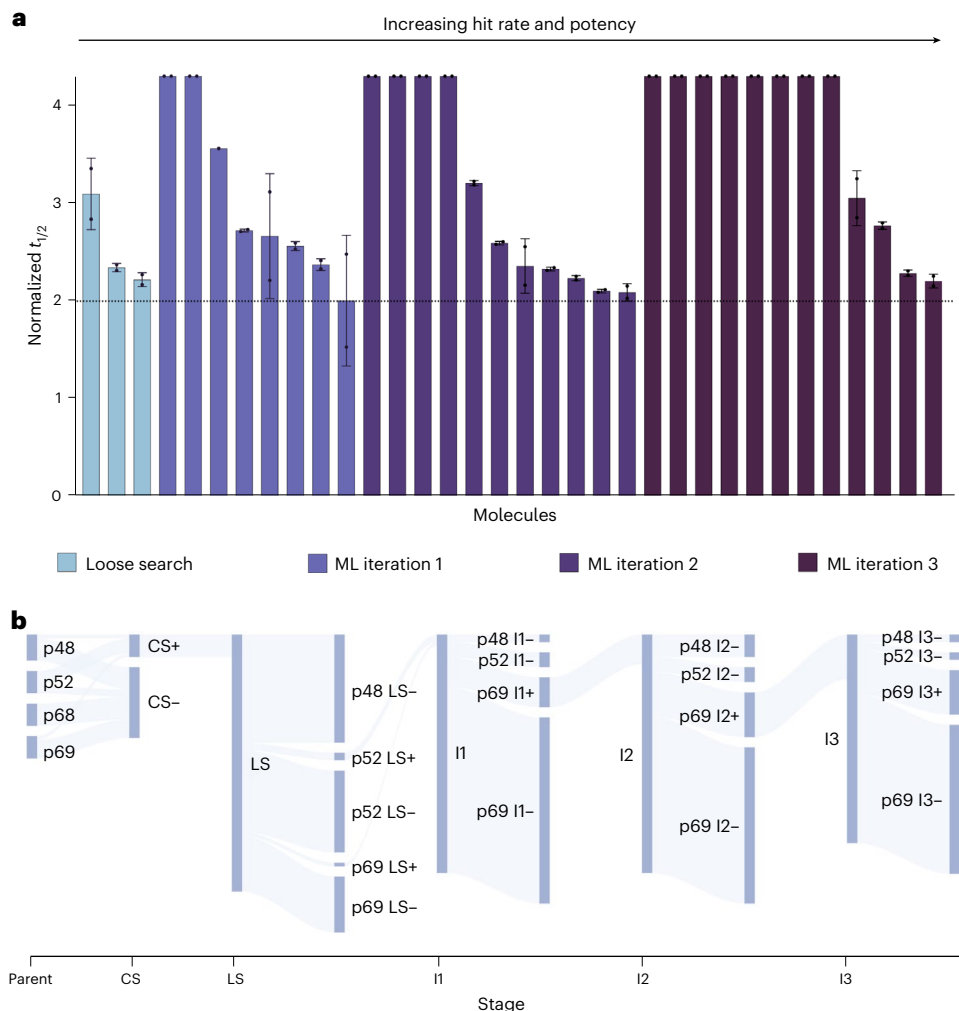 a
Increasing hit rate and potency
Normalized t1/2
4
3
2
1
0
Molecules
Loose search
ML iteration 1
ML iteration 2
ML iteration 3
b
p48
p52
p68
p69
CS+
CS−
LS
p48 LS−
p52 LS+
p52 LS−
p69 LS+
p69 LS−
I1
p48 I1−
p52 I1−
p69 I1+
p69 I1−
I2
p48 I2−
p52 I2−
p69 I2+
p69 I2−
I3
p48 I3−
p52 I3−
p69 I3+
p69 I3−
Parent
CS
LS
I1
I2
I3
Stage